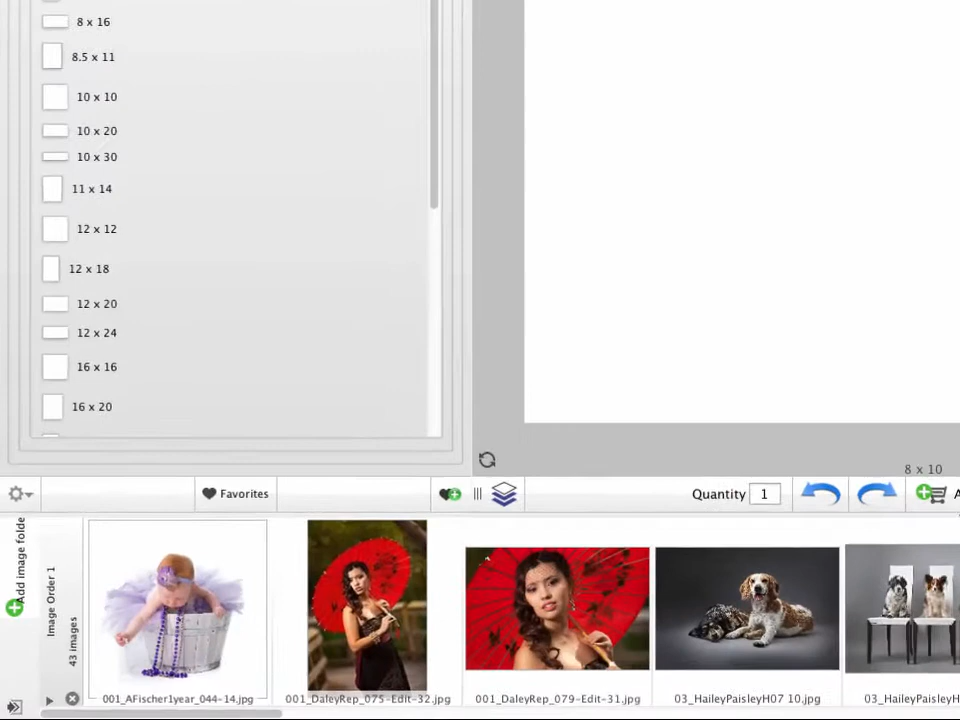 8 x 16
8.5 x 11
10 x 10
10 x 20
10 x 30
11 x 14
12 x 12
12 x 18
12 x 20
12 x 24
16 x 16
16 x 20
8 x 10
Favorites
Quantity 1
Add image folde
Image Order 1
43 images
001_AFischer1year_044-14.jpg
001_DaleyRep_075-Edit-32.jpg
001_DaleyRep_079-Edit-31.jpg
03_HaileyPaisleyH07 10.jpg
03_HaileyPaisleyH